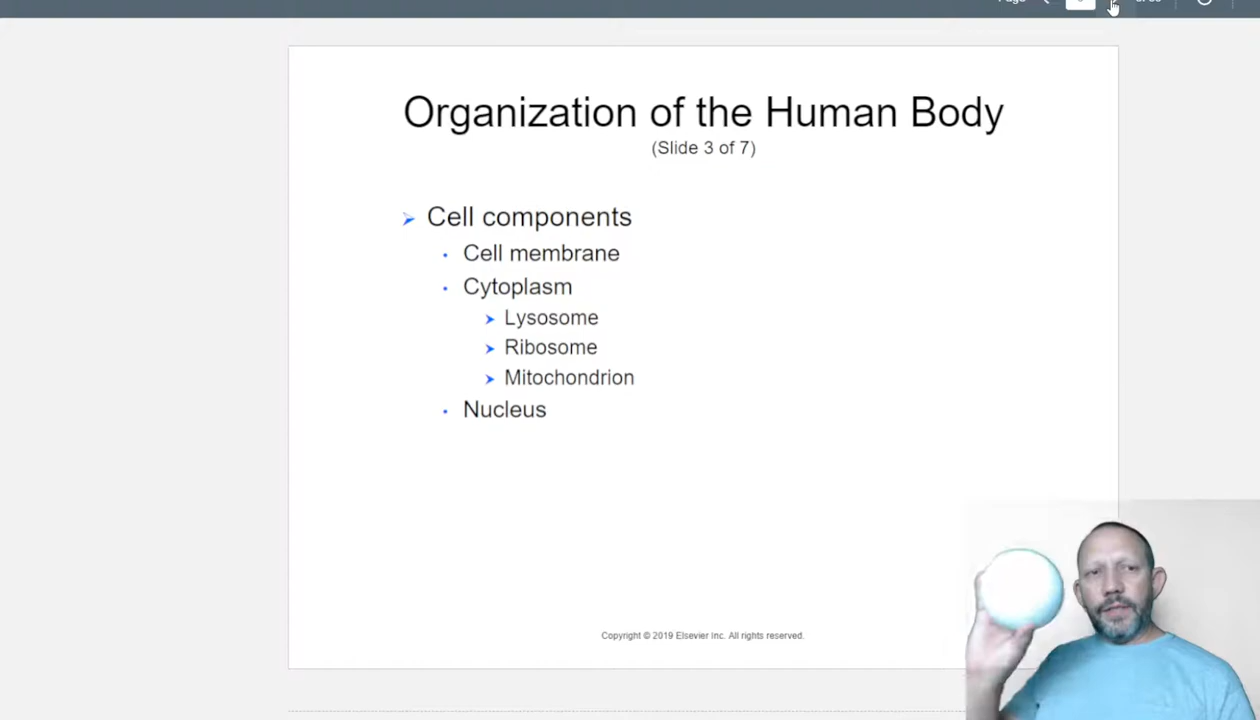 Organization of the Human Body
(Slide 3 of 7)
Cell components
Cell membrane
Cytoplasm
Lysosome
Ribosome
Mitochondrion
Nucleus
Copyright © 2019 Elsevier Inc. All rights reserved.